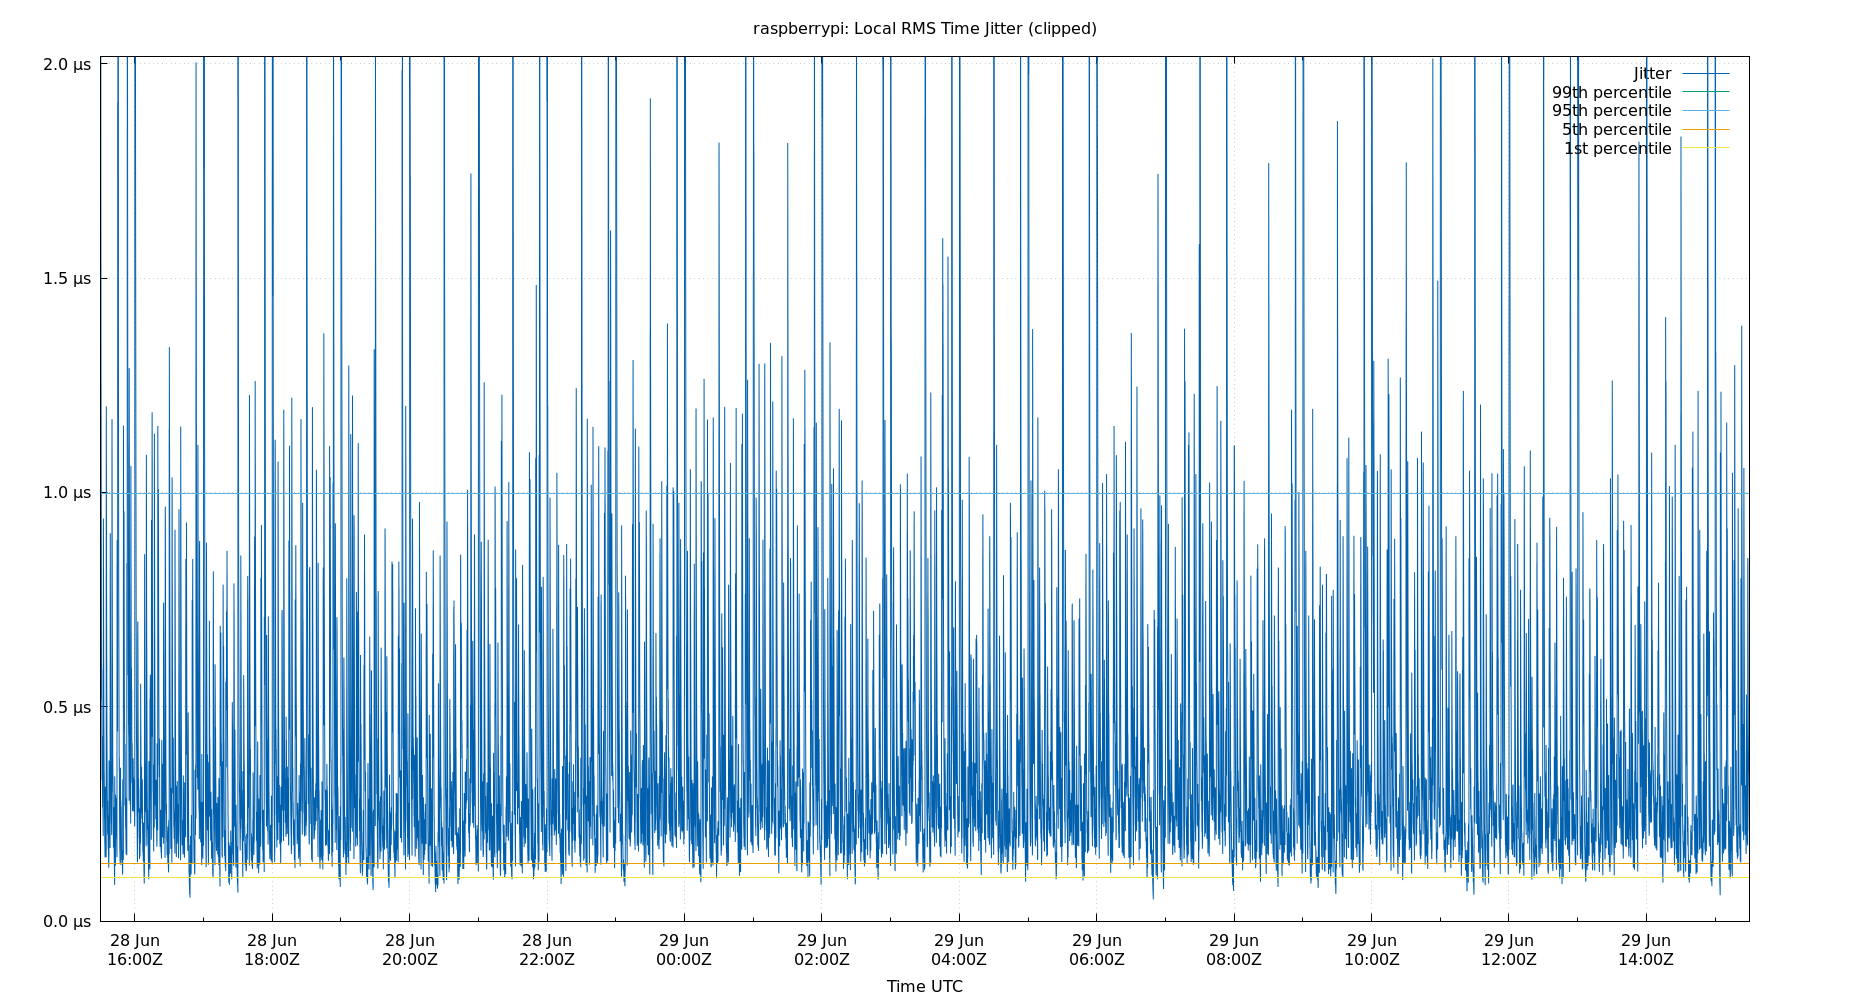 raspberrypi: Local RMS Time Jitter (clipped)
2.0 µs
1.5 µs
1.0 µs
0.5 µs
0.0 µs
Jitter
99th percentile
95th percentile
5th percentile
1st percentile
28 Jun 28 Jun 28 Jun 28 Jun 29 Jun 29 Jun 29 Jun 29 Jun 29 Jun 29 Jun 29 Jun 29 Jun
16:00Z 18:00Z 20:00Z 22:00Z 00:00Z 02:00Z 04:00Z 06:00Z 08:00Z 10:00Z 12:00Z 14:00Z
Time UTC